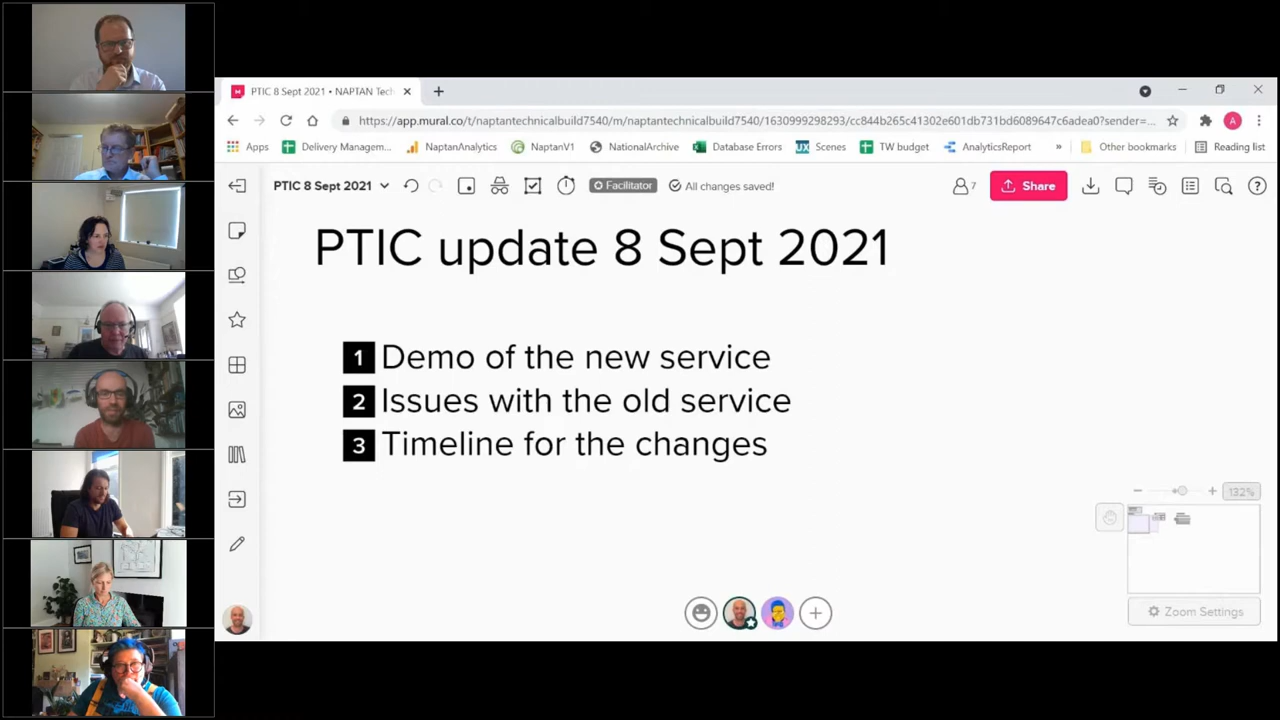 PTIC 8 Sept 2021 • NAPTAN Tech
https://app.mural.co/t/naptantechnicalbuild7540/m/naptantechnicalbuild7540/1630999298293/cc844b265c41302e601db731bd6089647c6adea0?sender=...
A
Apps Delivery Managem... NaptanAnalytics NaptanV1 NationalArchive Database Errors UX Scenes TW budget AnalyticsReport » Other bookmarks Reading list
PTIC 8 Sept 2021 Facilitator All changes saved! 7 Share
PTIC update 8 Sept 2021
1 Demo of the new service
2 Issues with the old service
3 Timeline for the changes
132%
Zoom Settings